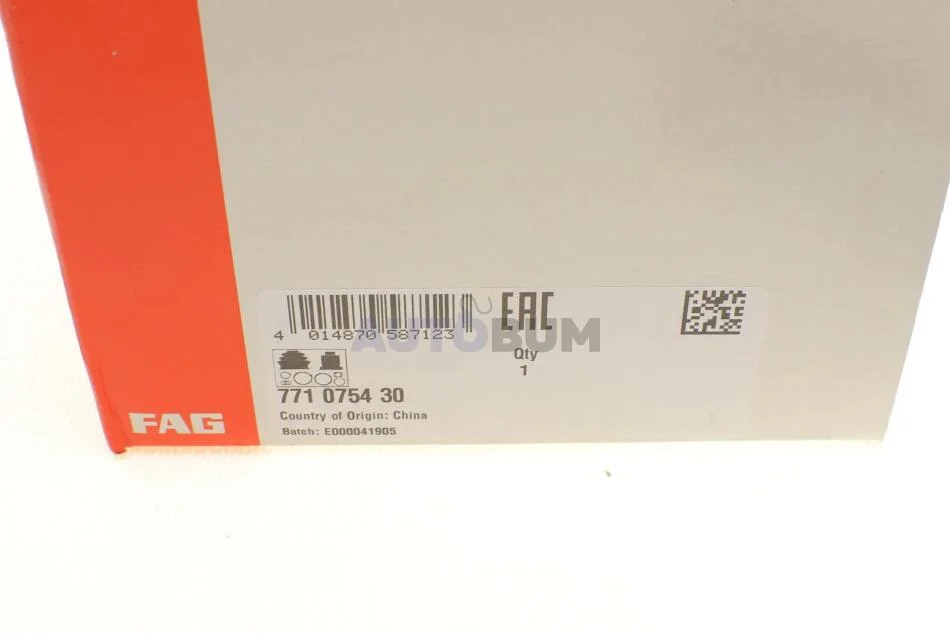 EAC
4 014870 587123
AUTOBUM
Qty
1
771 0754 30
Country of Origin: China
Batch: E000041905
FAG